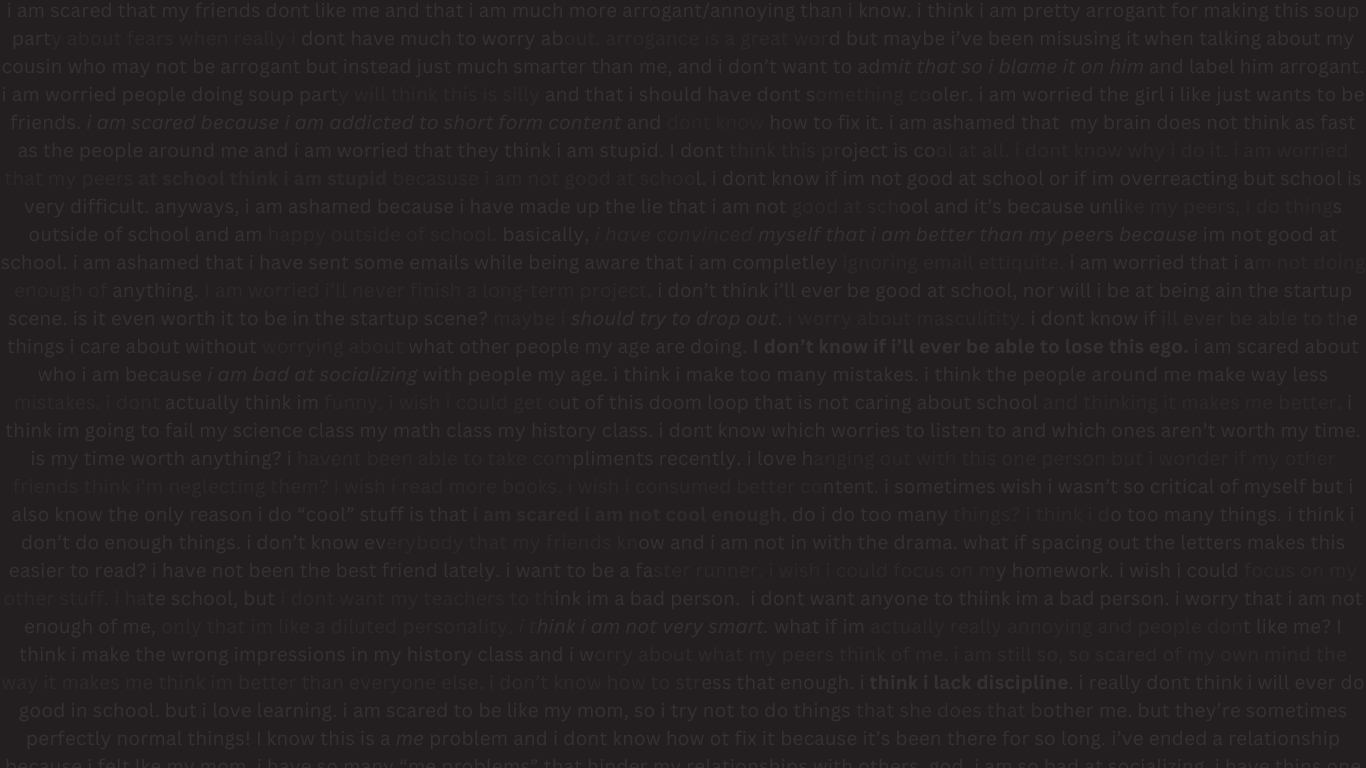 i am scared that my friends dont like me and that i am much more arrogant/annoying than i know. i think i am pretty arrogant for making this soup
party about fears when really i dont have much to worry about. arrogance is a great word but maybe i’ve been misusing it when talking about my
cousin who may not be arrogant but instead just much smarter than me, and i don’t want to admit that so i blame it on him and label him arrogant.
i am worried people doing soup party will think this is silly and that i should have dont something cooler. i am worried the girl i like just wants to be
friends. i am scared because i am addicted to short form content and dont know how to fix it. i am ashamed that my brain does not think as fast
as the people around me and i am worried that they think i am stupid. I dont think this project is cool at all. i dont know why i do it. i am worried
that my peers at school think i am stupid becasuse i am not good at school. i dont know if im not good at school or if im overreacting but school is
very difficult. anyways, i am ashamed because i have made up the lie that i am not good at school and it’s because unlike my peers, i do things
outside of school and am happy outside of school. basically, i have convinced myself that i am better than my peers because im not good at
school. i am ashamed that i have sent some emails while being aware that i am completley ignoring email ettiquite. i am worried that i am not doing
enough of anything. I am worried i’ll never finish a long-term project. i don’t think i’ll ever be good at school, nor will i be at being ain the startup
scene. is it even worth it to be in the startup scene? maybe i should try to drop out. i worry about masculitity. i dont know if ill ever be able to the
things i care about without worrying about what other people my age are doing. I don’t know if i’ll ever be able to lose this ego. i am scared about
who i am because i am bad at socializing with people my age. i think i make too many mistakes. i think the people around me make way less
mistakes. i dont actually think im funny. i wish i could get out of this doom loop that is not caring about school and thinking it makes me better. i
think im going to fail my science class my math class my history class. i dont know which worries to listen to and which ones aren’t worth my time.
is my time worth anything? i havent been able to take compliments recently. i love hanging out with this one person but i wonder if my other
friends think i’m neglecting them? I wish i read more books. i wish i consumed better content. i sometimes wish i wasn’t so critical of myself but i
also know the only reason i do “cool” stuff is that i am scared i am not cool enough. do i do too many things? i think i do too many things. i think i
don’t do enough things. i don’t know everybody that my friends know and i am not in with the drama. what if spacing out the letters makes this
easier to read? i have not been the best friend lately. i want to be a faster runner. i wish i could focus on my homework. i wish i could focus on my
other stuff. i hate school, but i dont want my teachers to think im a bad person. i dont want anyone to thiink im a bad person. i worry that i am not
enough of me, only that im like a diluted personality. i think i am not very smart. what if im actually really annoying and people dont like me? I
think i make the wrong impressions in my history class and i worry about what my peers think of me. i am still so, so scared of my own mind the
way it makes me think im better than everyone else. i don’t know how to stress that enough. i think i lack discipline. i really dont think i will ever do
good in school. but i love learning. i am scared to be like my mom, so i try not to do things that she does that bother me. but they’re sometimes
perfectly normal things! I know this is a me problem and i dont know how ot fix it because it’s been there for so long. i’ve ended a relationship
because i felt lke my mom. i have so many “me problems” that hinder my relationships with others. god, i am so bad at socializing. i have thins one